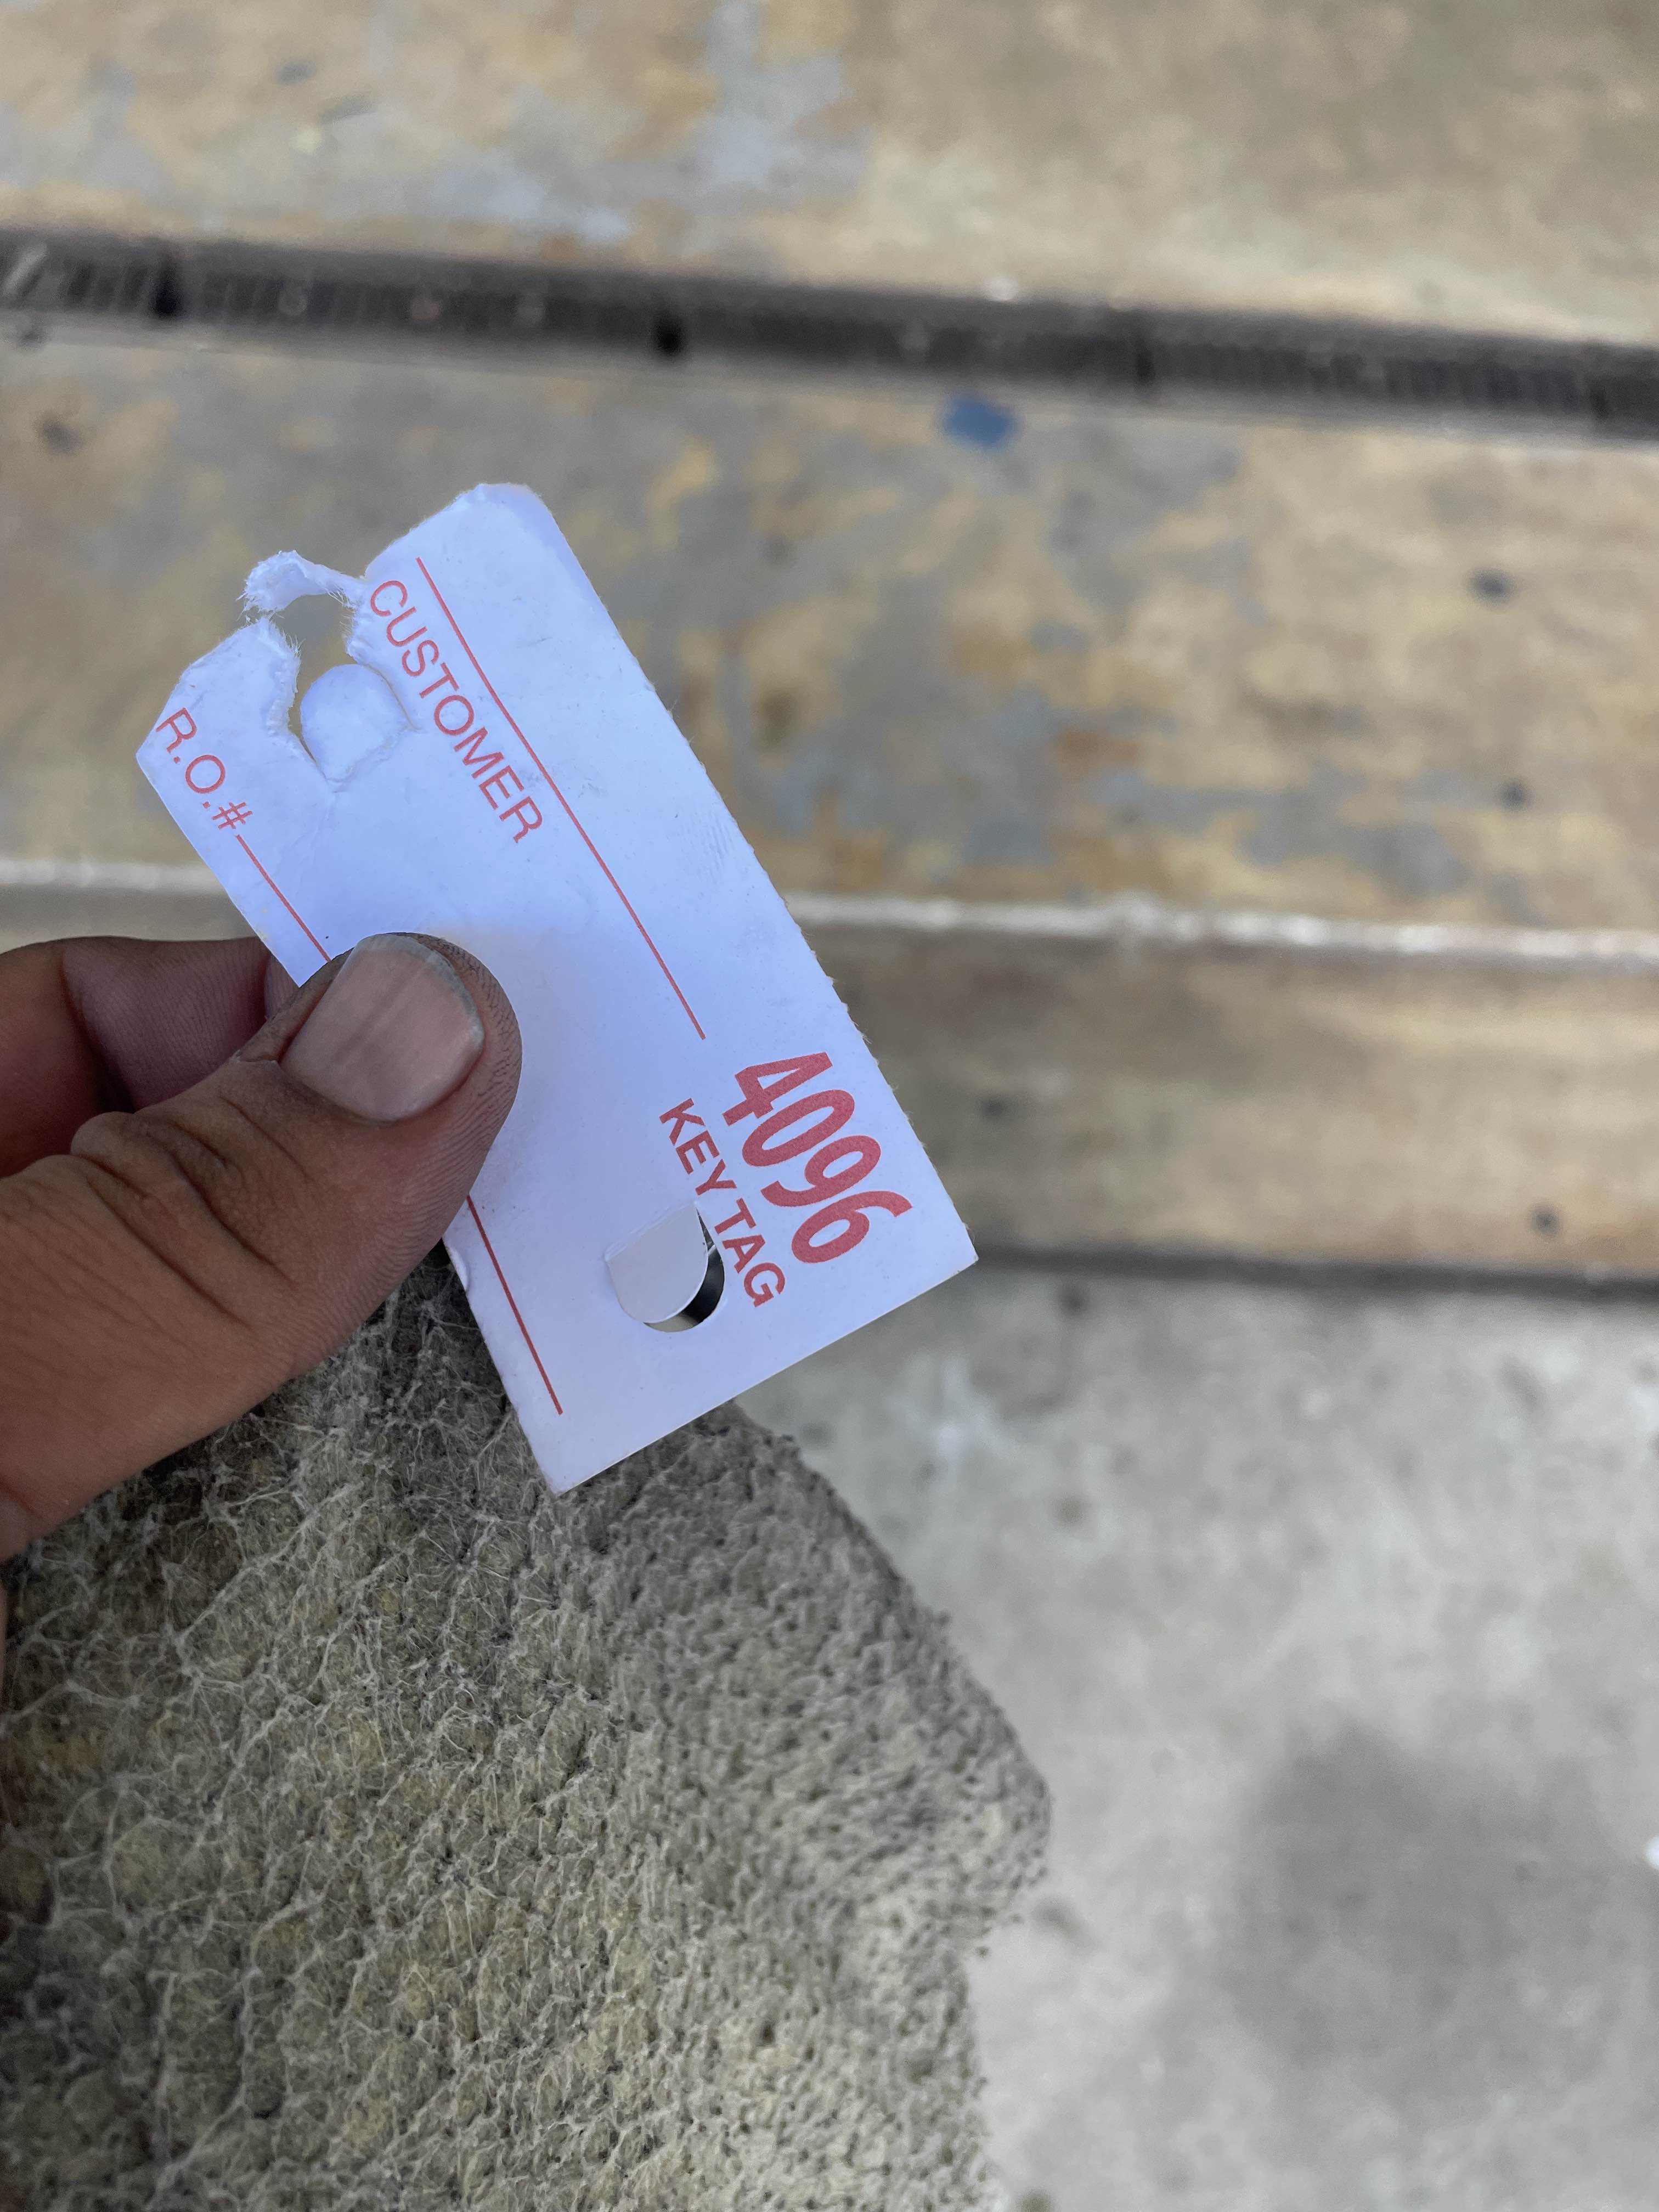 4096
KEY TAG
CUSTOMER
R.O.#